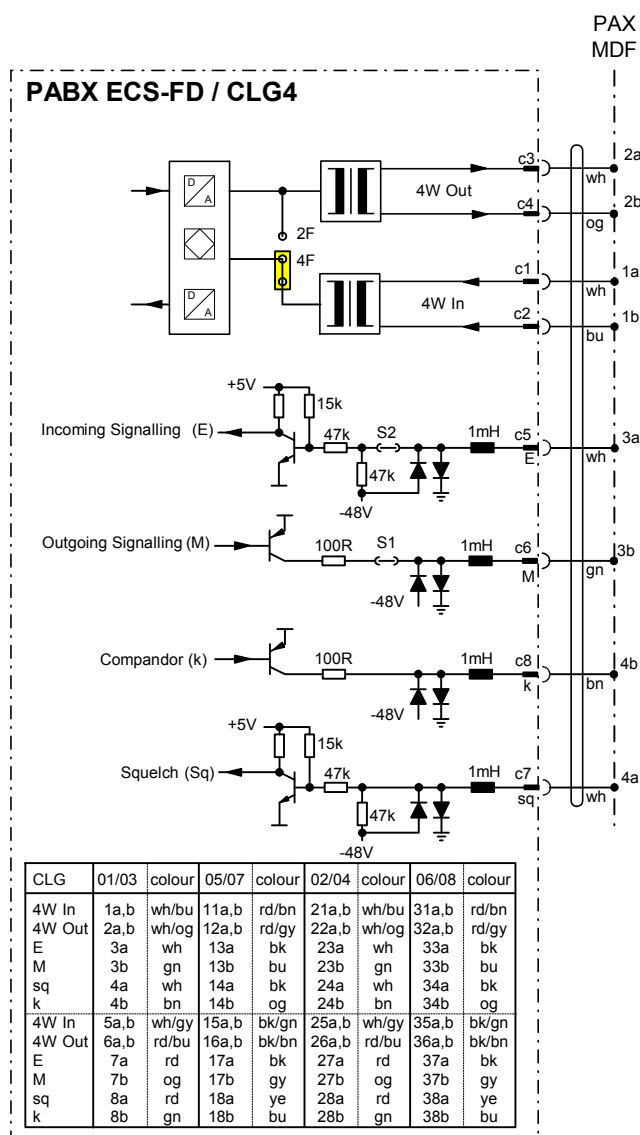 PAX
MDF
PABX ECS-FD / CLG4
D
A
D
A
2F
4F
4W Out
4W In
c3
c4
c1
c2
wh
og
wh
bu
2a
2b
1a
1b
+5V
15k
Incoming Signalling (E)
47k
S2
1mH
c5
E
wh
3a
47k
-48V
Outgoing Signalling (M)
100R
S1
1mH
c6
M
gn
3b
-48V
Compandor (k)
100R
1mH
c8
k
bn
4b
-48V
+5V
15k
Squelch (Sq)
47k
1mH
c7
sq
wh
4a
47k
-48V
CLG 01/03 colour 05/07 colour 02/04 colour 06/08 colour
4W In 1a,b wh/bu 11a,b rd/bn 21a,b wh/bu 31a,b rd/bn
4W Out 2a,b wh/og 12a,b rd/gy 22a,b wh/og 32a,b rd/gy
E 3a wh 13a bk 23a wh 33a bk
M 3b gn 13b bu 23b gn 33b bu
sq 4a wh 14a bk 24a wh 34a bk
k 4b bn 14b og 24b bn 34b og
4W In 5a,b wh/gy 15a,b bk/gn 25a,b wh/gy 35a,b bk/gn
4W Out 6a,b rd/bu 16a,b bk/bn 26a,b rd/bu 36a,b bk/bn
E 7a rd 17a bk 27a rd 37a bk
M 7b og 17b gy 27b og 37b gy
sq 8a rd 18a ye 28a rd 38a ye
k 8b gn 18b bu 28b gn 38b bu